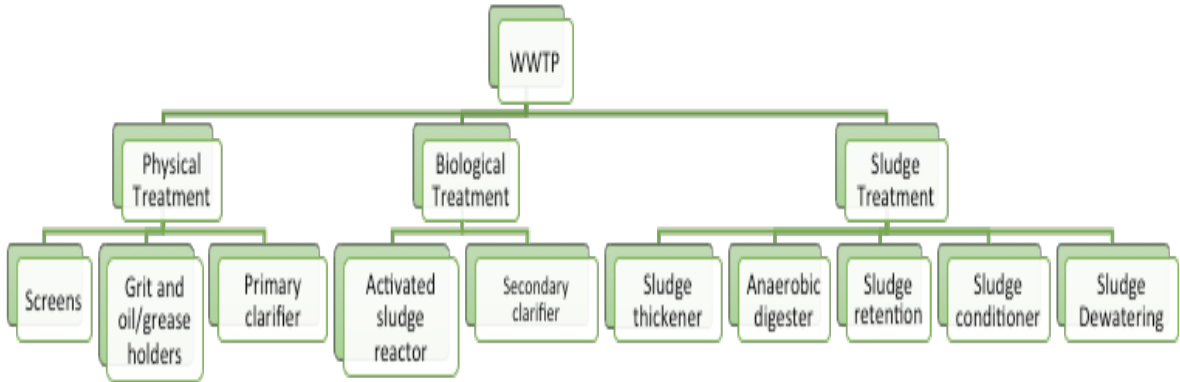 WWTP
Physical
Treatment
Biological
Treatment
Sludge
Treatment
Screens
Grit and
oil/grease
holders
Primary
clarifier
Activated
sludge
reactor
Secondary
clarifier
Sludge
thickener
Anaerobic
digester
Sludge
retention
Sludge
conditioner
Sludge
Dewatering